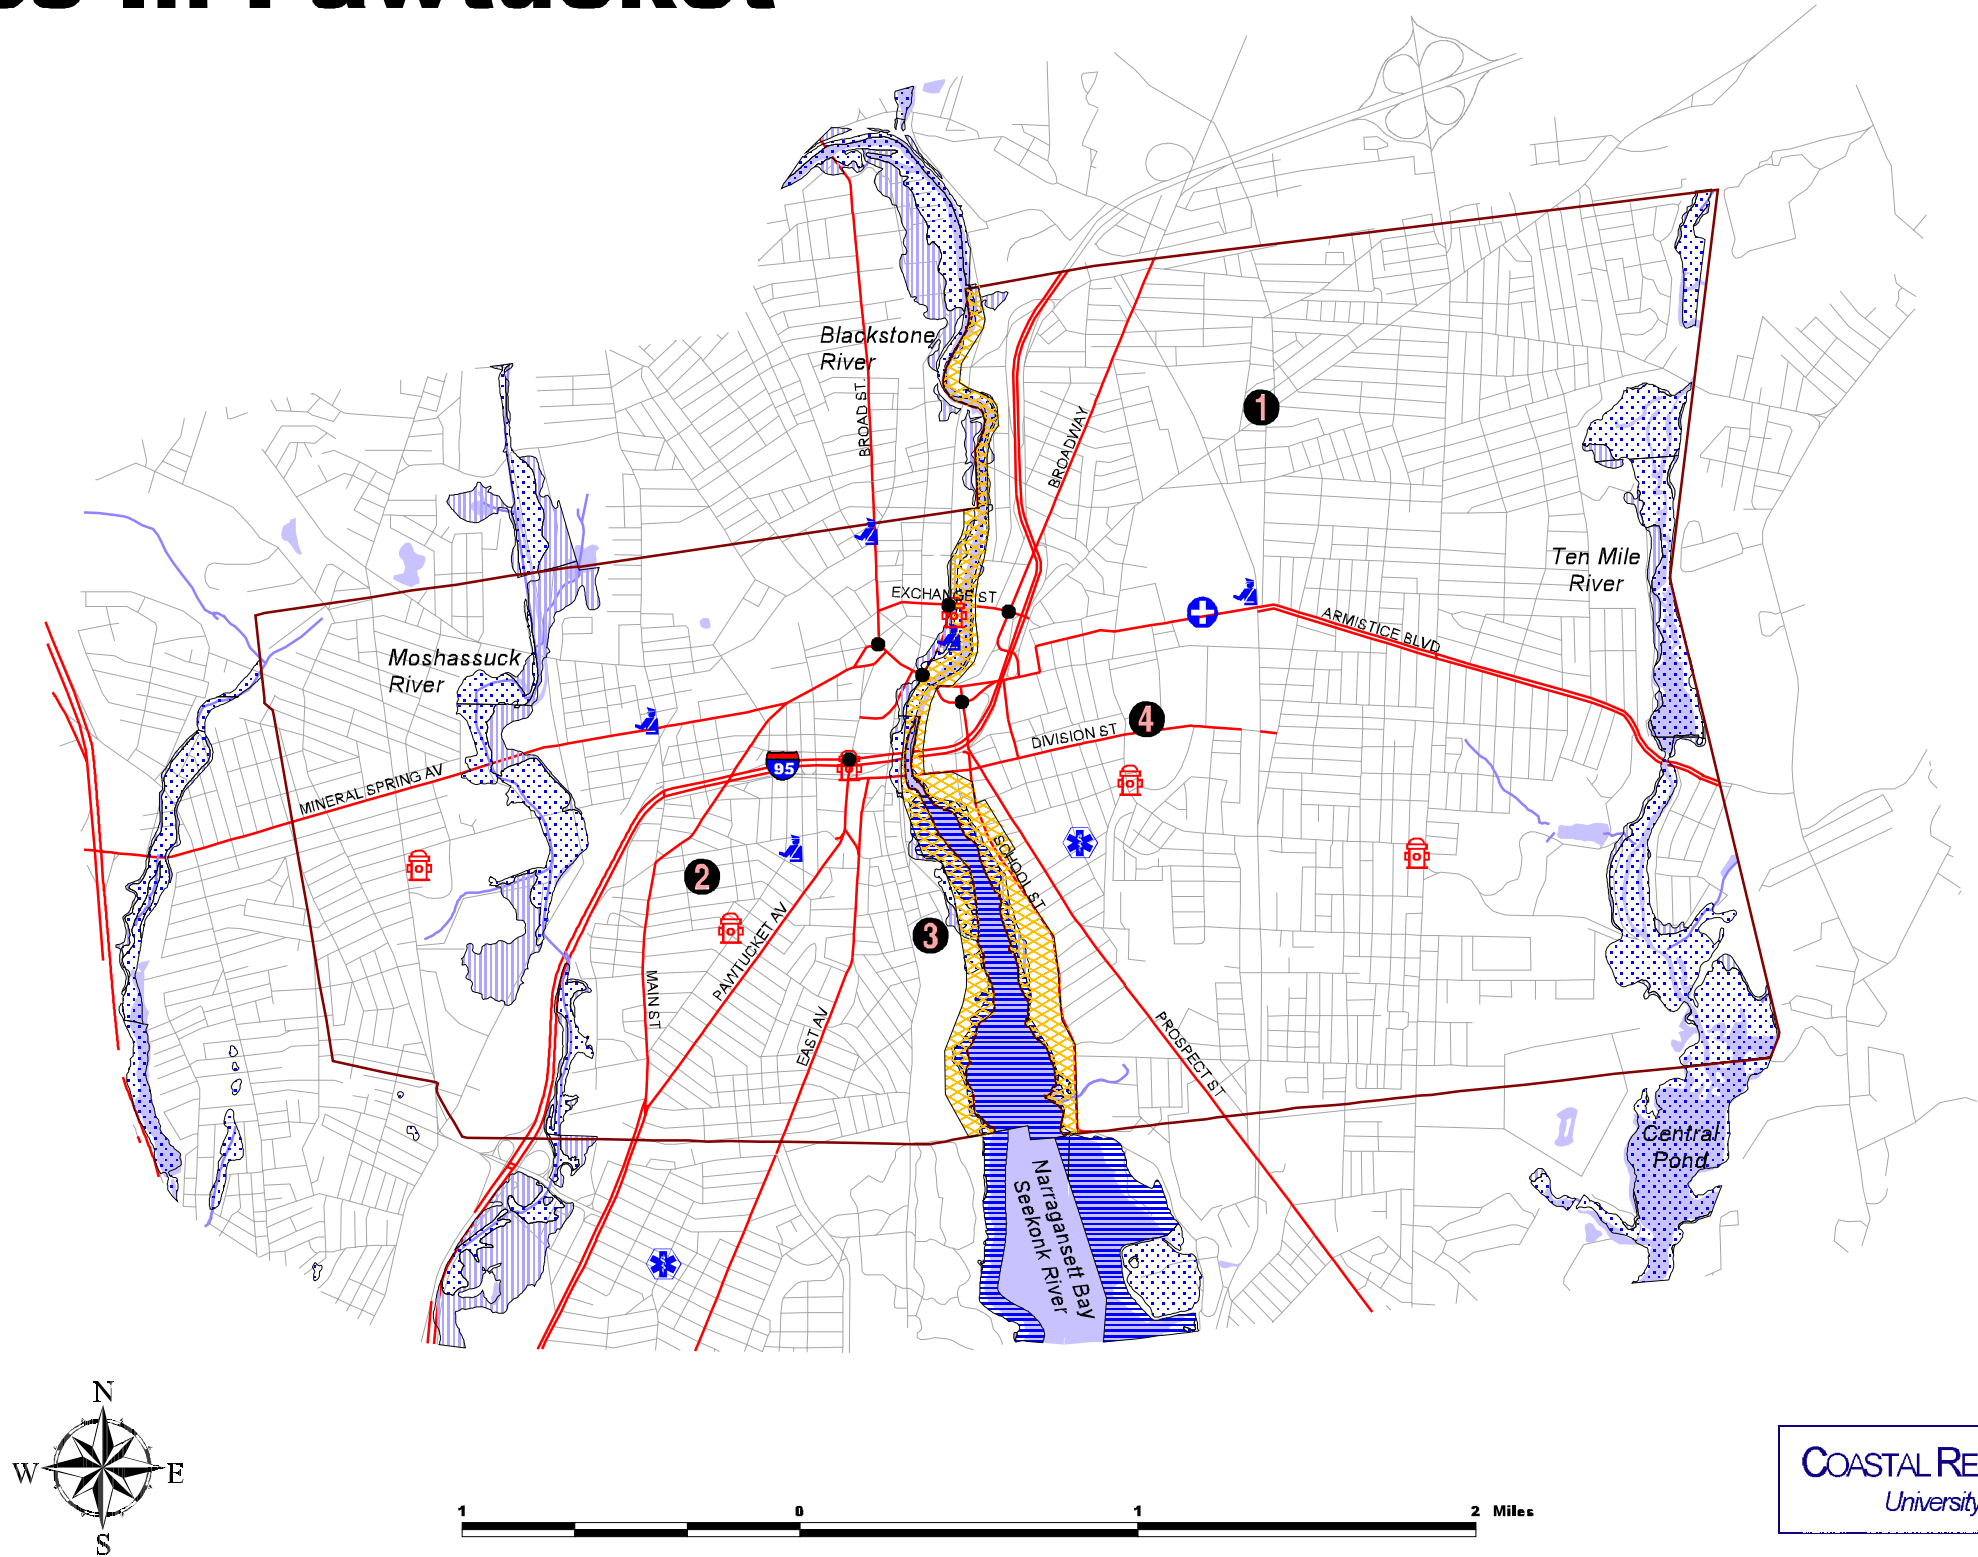 in Pawtucket
Blackstone
River
BROAD ST.
BROADWAY
1
Ten Mile
River
EXCHANGE ST
ARMISTICE BLVD
Moshassuck
River
4
DIVISION ST
95
MINERAL SPRING AV
2
SCHOOL ST
3
PAWTUCKET AV
MAIN ST
EAST AV
PROSPECT ST
Central
Pond
Narragansett Bay
Seekonk River
N
W E
S
1 0 1 2 Miles
COASTAL RE
University